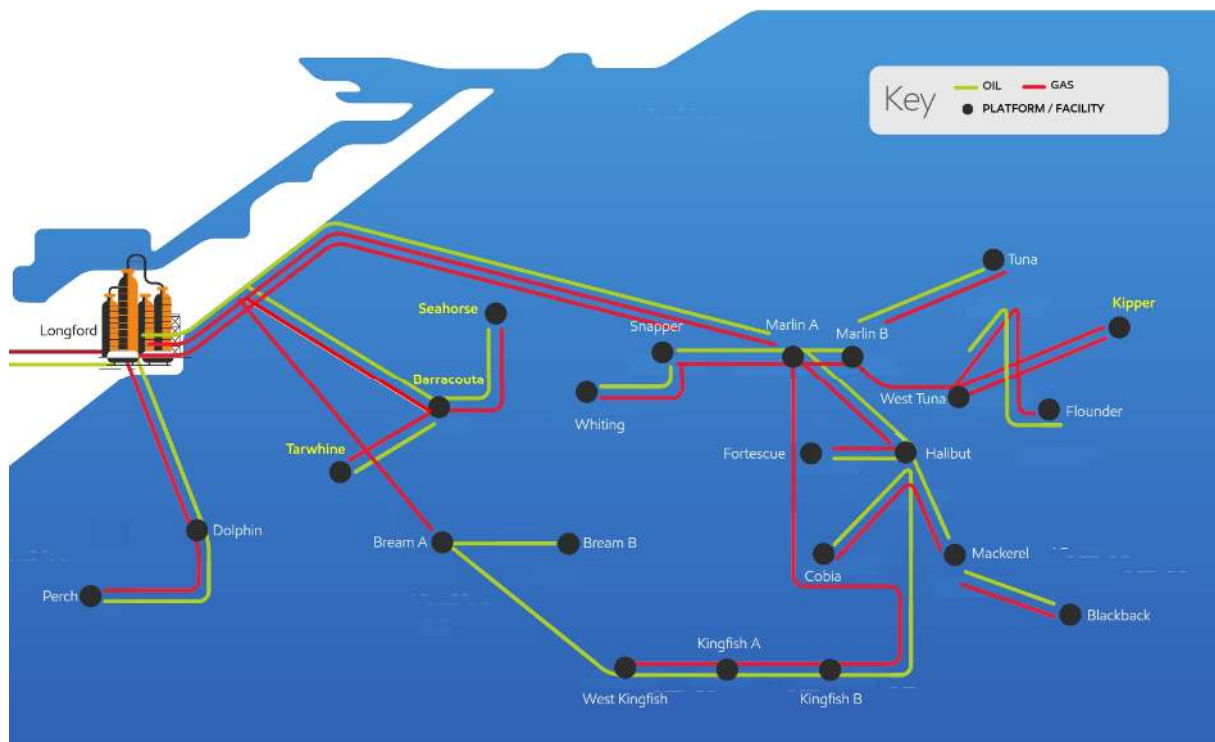 Key
OIL
GAS
PLATFORM / FACILITY
Longford
Seahorse
Barracouta
Tarwhine
Snapper
Whiting
Marlin A
Marlin B
Tuna
Kipper
West Tuna
Flounder
Fortescue
Halibut
Dolphin
Perch
Bream A
Bream B
Cobia
Mackerel
Blackback
Kingfish A
West Kingfish
Kingfish B